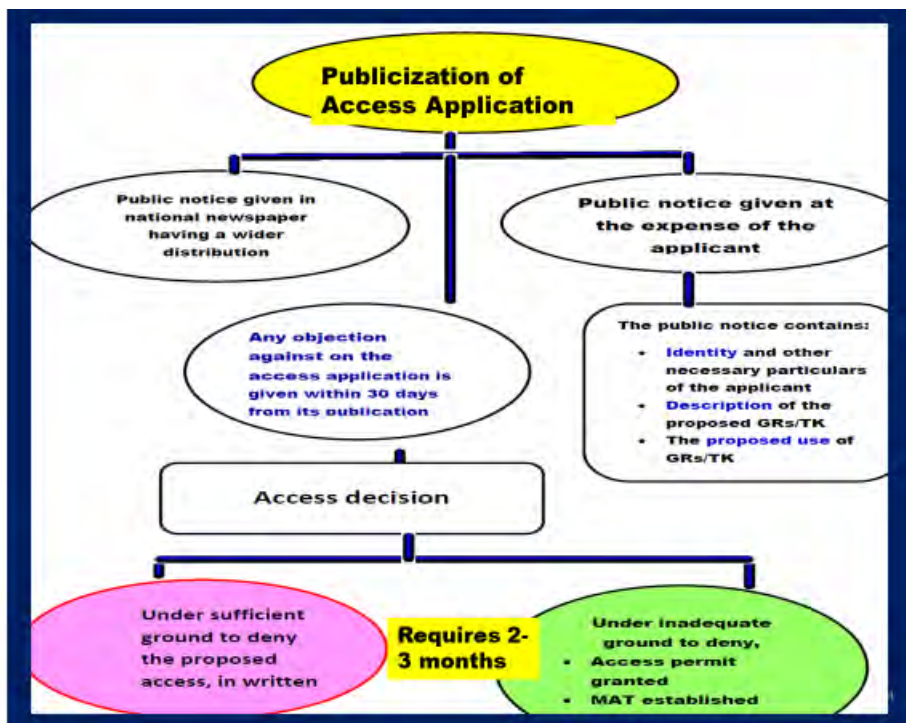 Publicization of
Access Application
Public notice given in
national newspaper
having a wider
distribution
Public notice given at
the expense of the
applicant
Any objection
against on the
access application is
given within 30 days
from its publication
The public notice contains:
• Identity and other
necessary particulars
of the applicant
• Description of the
proposed GRs/TK
• The proposed use of
GRs/TK
Access decision
Under sufficient
ground to deny
the proposed
access, in written
Requires 2-
3 months
Under inadequate
ground to deny,
• Access permit
granted
• MAT established